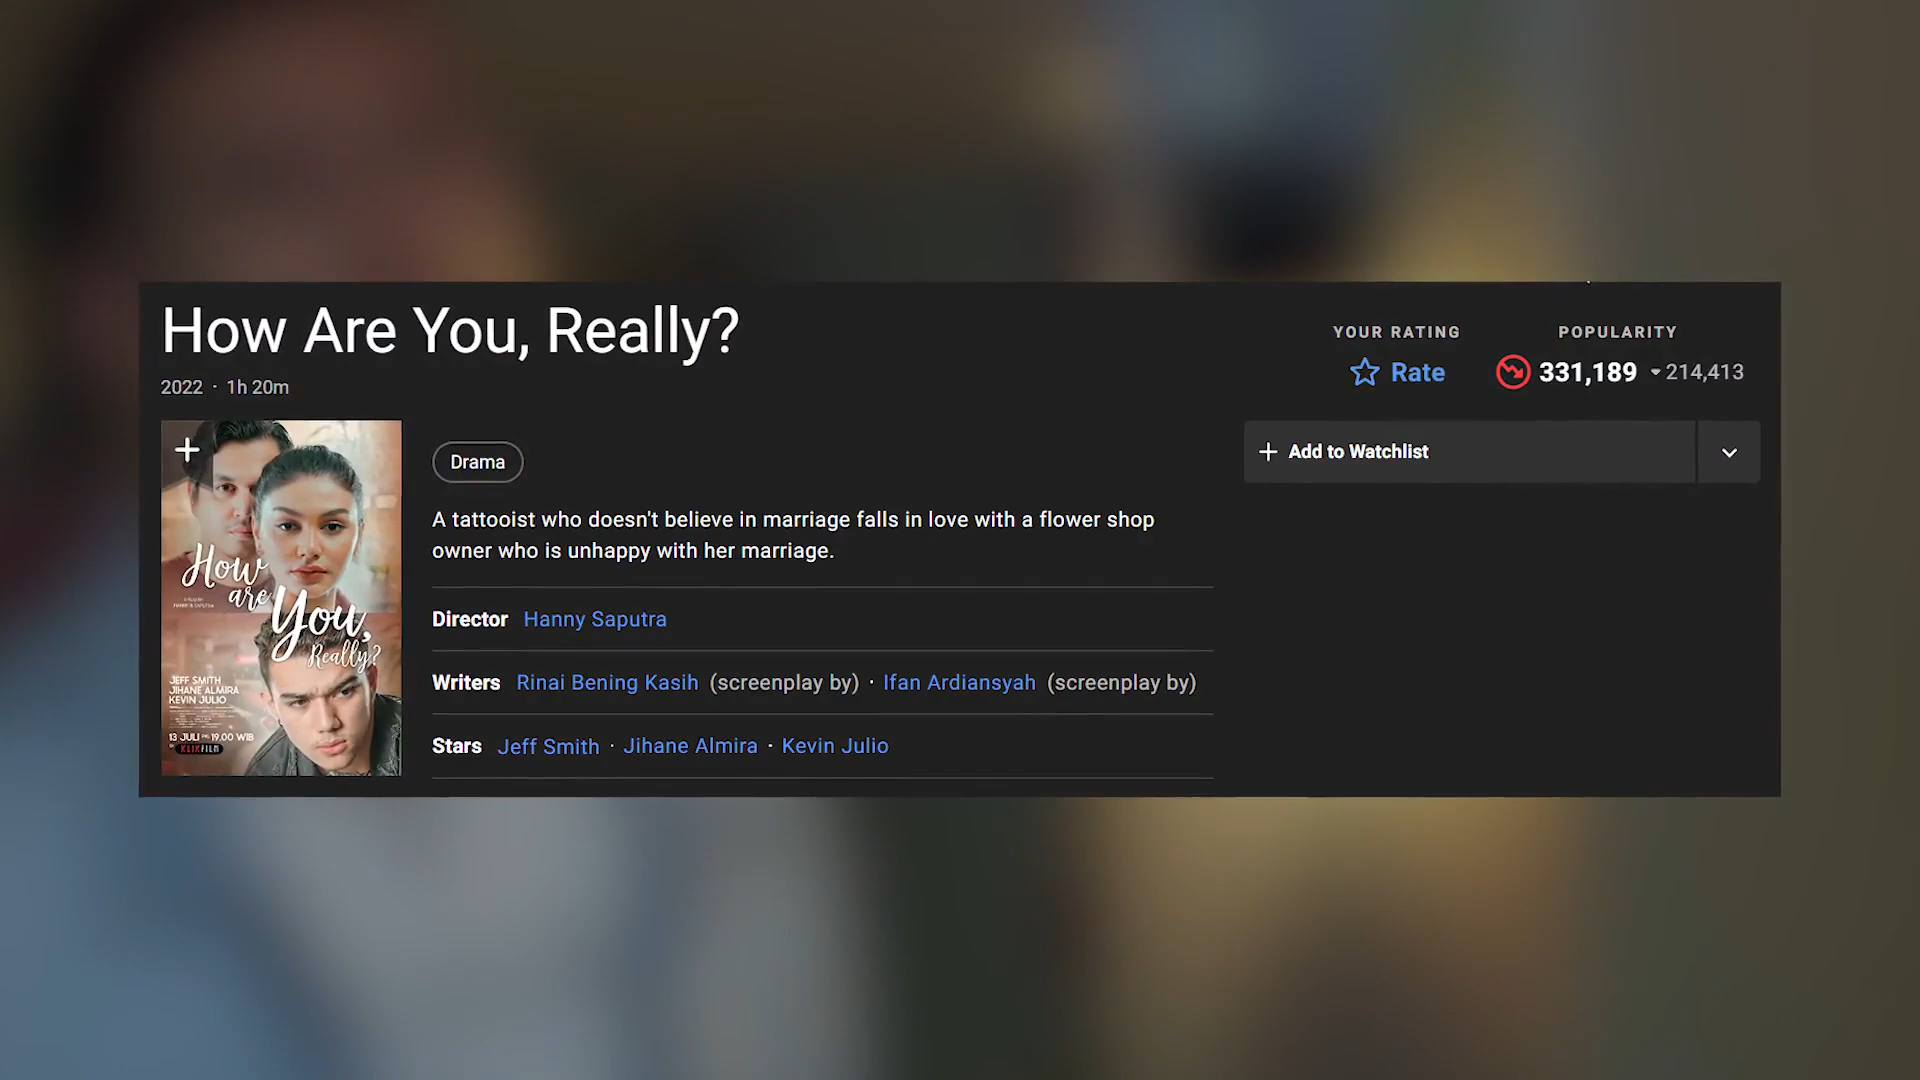 How Are You, Really?
2022 · 1h 20m
YOUR RATING
Rate
POPULARITY
331,189
214,413
Add to Watchlist
How
are
You,
Really?
JEFF SMITH
JIHANE ALMIRA
KEVIN JULIO
13 JULI 19.00 WIB
KLIKFILM
Drama
A tattooist who doesn't believe in marriage falls in love with a flower shop
owner who is unhappy with her marriage.
Director Hanny Saputra
Writers Rinai Bening Kasih (screenplay by) · Ifan Ardiansyah (screenplay by)
Stars Jeff Smith · Jihane Almira · Kevin Julio